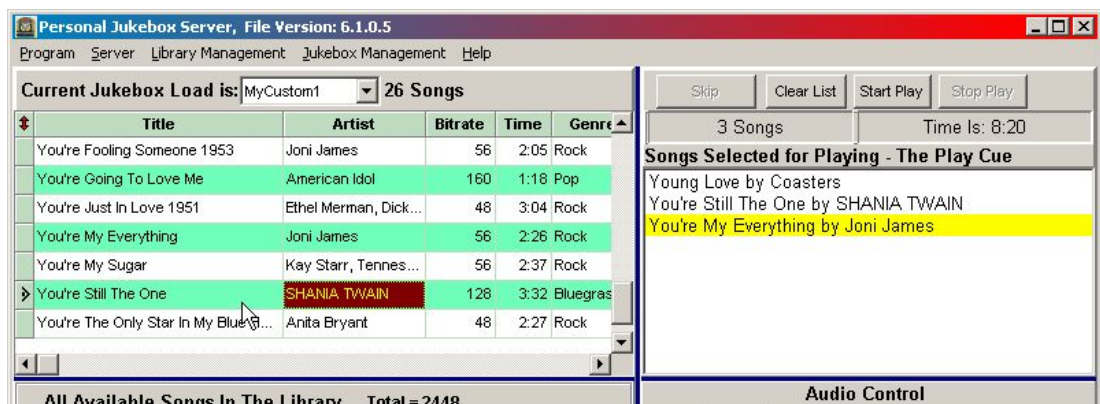 Personal Jukebox Server, File Version: 6.1.0.5
Program Server Library Management Jukebox Management Help
Current Jukebox Load is: MyCustom1 26 Songs
Title Artist Bitrate Time Genre
You're Fooling Someone 1953 Joni James 56 2:05 Rock
You're Going To Love Me American Idol 160 1:18 Pop
You're Just In Love 1951 Ethel Merman, Dick... 48 3:04 Rock
You're My Everything Joni James 56 2:26 Rock
You're My Sugar Kay Starr, Tennes... 56 2:37 Rock
You're Still The One SHANIA TWAIN 128 3:32 Bluegras
You're The Only Star In My Blue Anita Bryant 48 2:27 Rock
All Available Songs In The Library Total = 2448
Skip Clear List Start Play Stop Play
3 Songs Time Is: 8:20
Songs Selected for Playing - The Play Cue
Young Love by Coasters
You're Still The One by SHANIA TWAIN
You're My Everything by Joni James
Audio Control